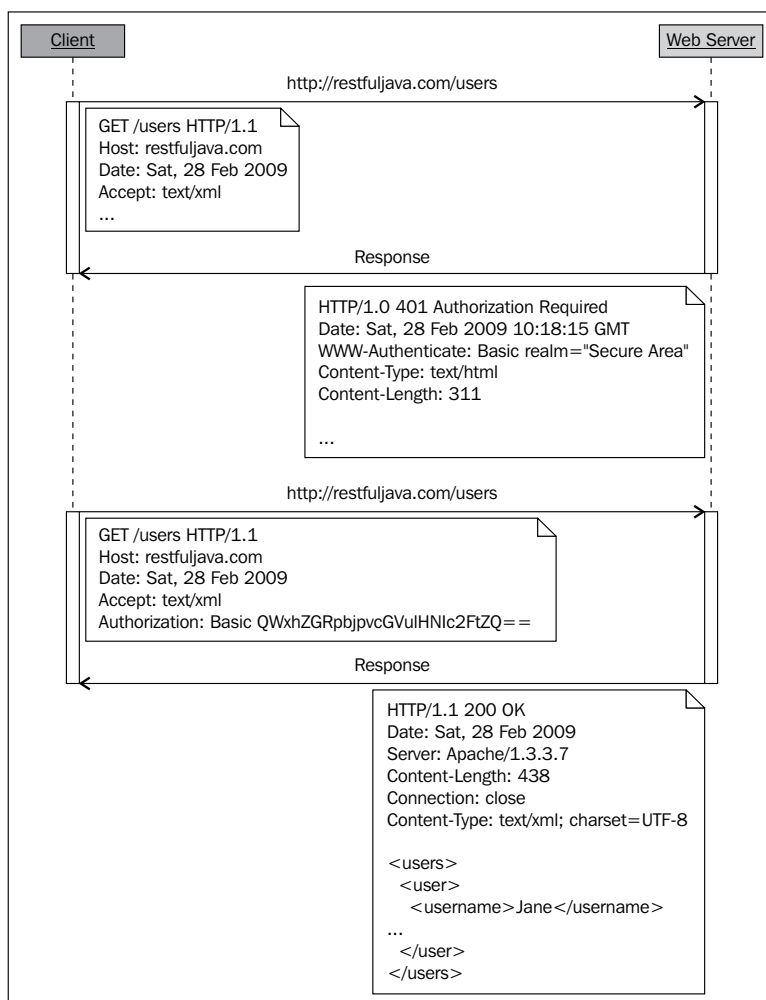 Client
Web Server
http://restfuljava.com/users
GET /users HTTP/1.1
Host: restfuljava.com
Date: Sat, 28 Feb 2009
Accept: text/xml
...
Response
HTTP/1.0 401 Authorization Required
Date: Sat, 28 Feb 2009 10:18:15 GMT
WWW-Authenticate: Basic realm="Secure Area"
Content-Type: text/html
Content-Length: 311
...
http://restfuljava.com/users
GET /users HTTP/1.1
Host: restfuljava.com
Date: Sat, 28 Feb 2009
Accept: text/xml
Authorization: Basic QWxhZGRpbjpvcGVuIHNlc2FtZQ==
Response
HTTP/1.1 200 OK
Date: Sat, 28 Feb 2009
Server: Apache/1.3.3.7
Content-Length: 438
Connection: close
Content-Type: text/xml; charset=UTF-8
<users>
<user>
<username>Jane</username>
...
</user>
</users>